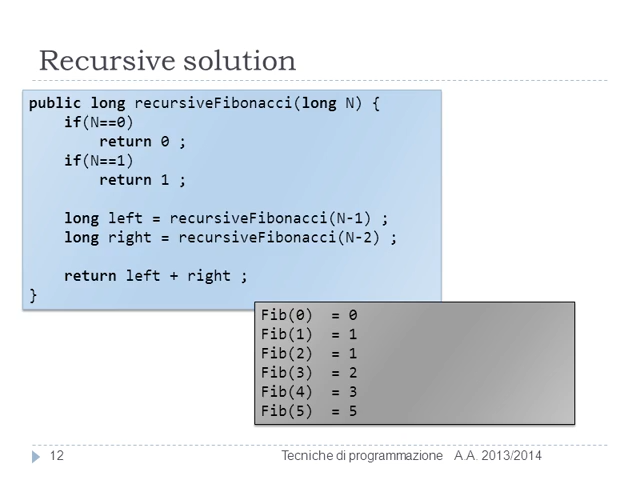 Recursive solution
public long recursiveFibonacci(long N) {
    if(N==0)
        return 0 ;
    if(N==1)
        return 1 ;

    long left = recursiveFibonacci(N-1) ;
    long right = recursiveFibonacci(N-2) ;

    return left + right ;
}
Fib(0)  = 0
Fib(1)  = 1
Fib(2)  = 1
Fib(3)  = 2
Fib(4)  = 3
Fib(5)  = 5
12 Tecniche di programmazione A.A. 2013/2014